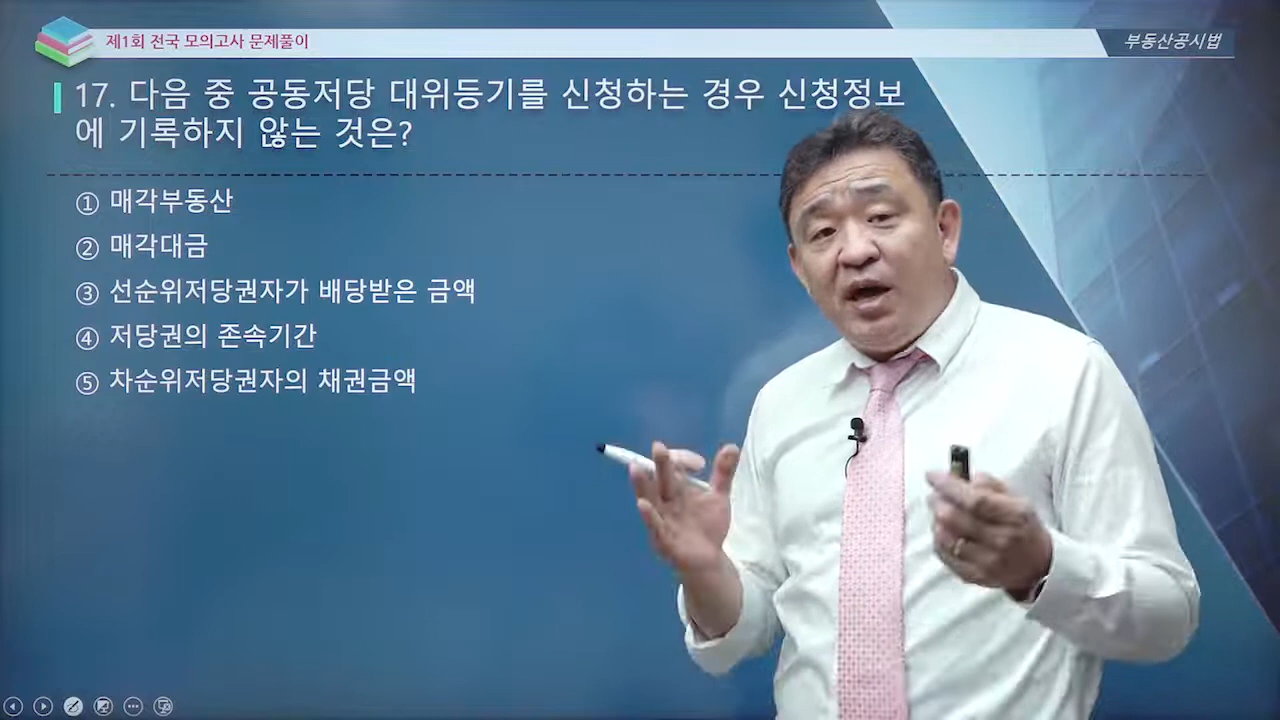 제1회 전국 모의고사 문제풀이
부동산공시법
17. 다음 중 공동저당 대위등기를 신청하는 경우 신청정보
에 기록하지 않는 것은?
① 매각부동산
② 매각대금
③ 선순위저당권자가 배당받은 금액
④ 저당권의 존속기간
⑤ 차순위저당권자의 채권금액